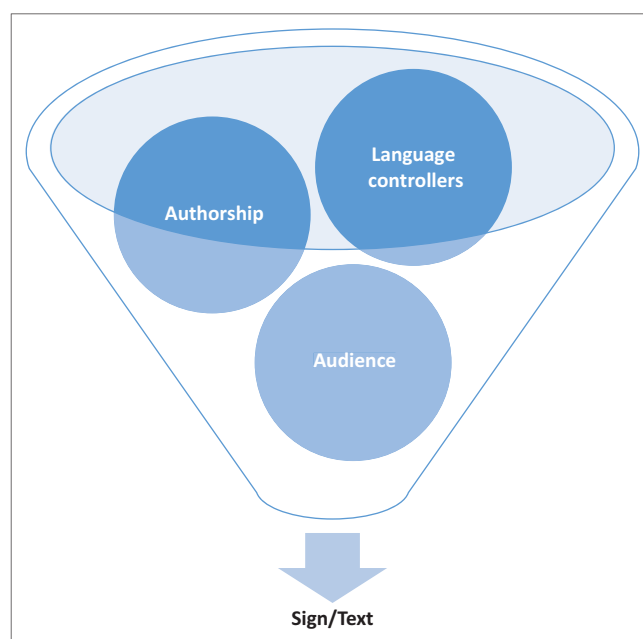 Language
controllers
Authorship
Audience
Sign/Text